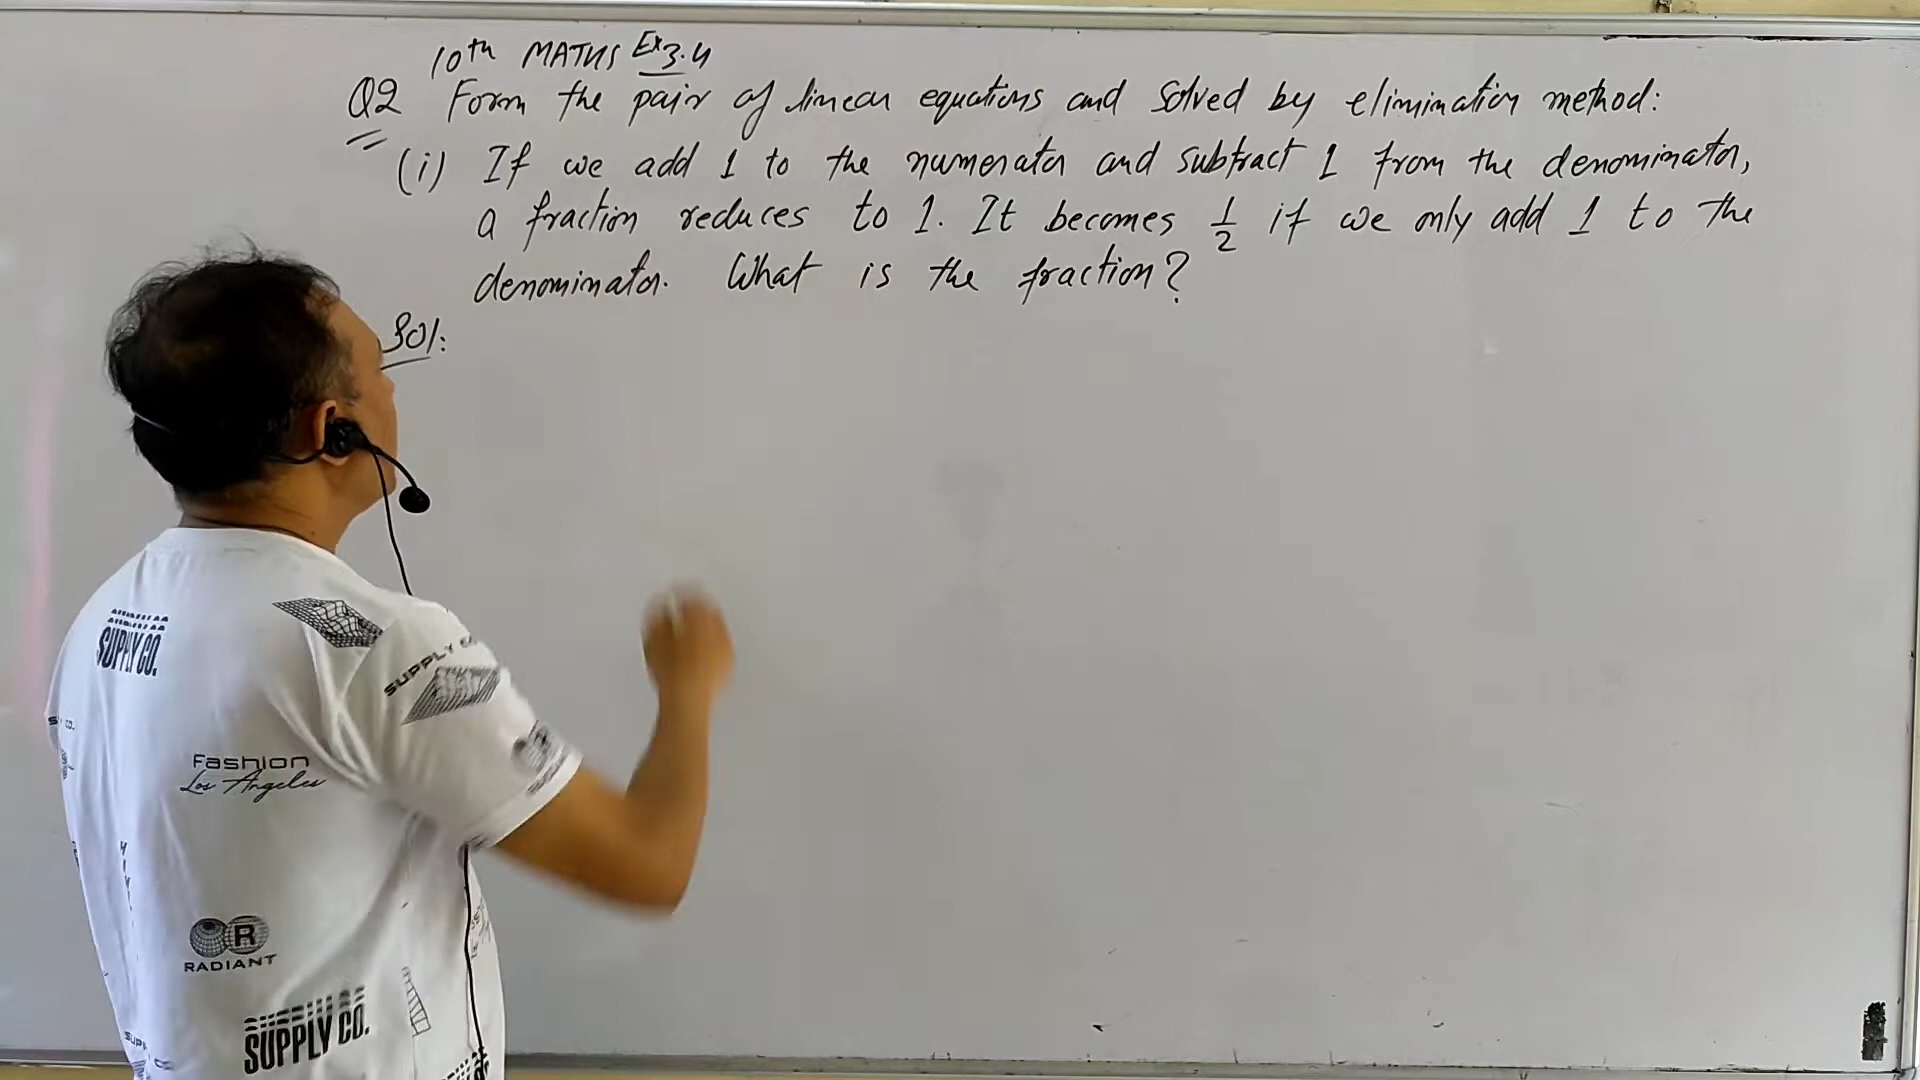 10th MATHS Ex 3.4
Q2 Form the pair of linear equations and solved by elimination method:
(i) If we add 1 to the numerator and subtract 1 from the denominator,
a fraction reduces to 1. It becomes 1/2 if we only add 1 to the
denominator. What is the fraction?
Sol:
SUPPLY CO.
SUPPLY
Fashion
Los Angeles
R
RADIANT
SUPPLY CO.